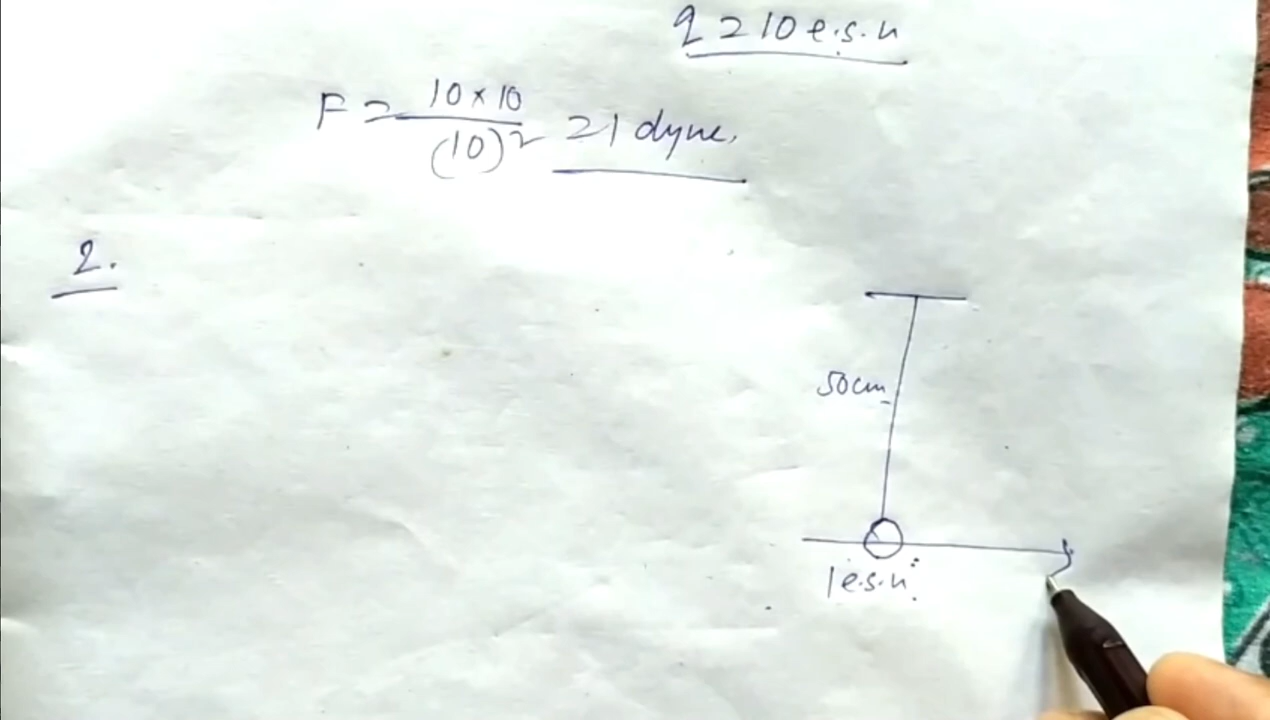 q = 10 e.s.u
F = 10 × 10 / (10)² = 1 dyne.
2.
50cm
1 e.s.u.